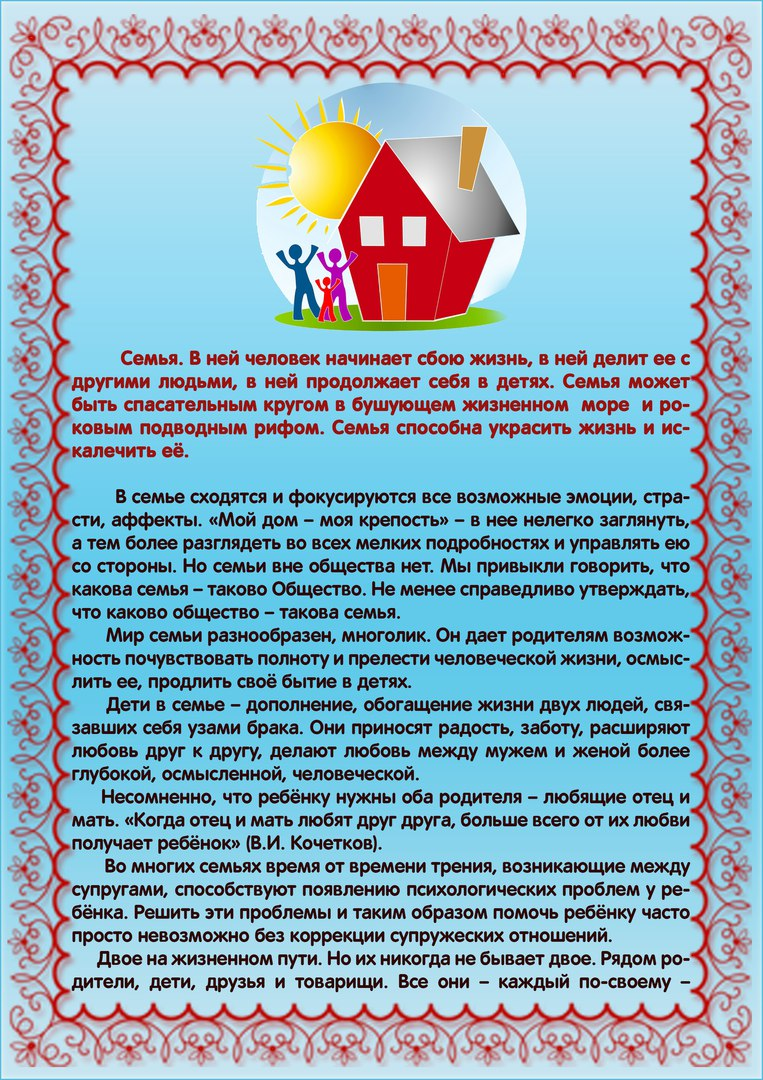 Семья. В ней человек начинает сбою жизнь, в ней делит ее с
другими людьми, в ней продолжает себя в детях. Семья может
быть спасательным кругом в бушующем жизненном море и ро-
ковым подводным рифом. Семья способна украсить жизнь и ис-
калечить её.
В семье сходятся и фокусируются все возможные эмоции, стра-
сти, аффекты. «Мой дом – моя крепость» – в нее нелегко заглянуть,
а тем более разглядеть во всех мелких подробностях и управлять ею
со стороны. Но семьи вне общества нет. Мы привыкли говорить, что
какова семья – таково Общество. Не менее справедливо утверждать,
что каково общество – такова семья.
Мир семьи разнообразен, многолик. Он дает родителям возмож-
ность почувствовать полноту и прелести человеческой жизни, осмыс-
лить ее, продлить своё бытие в детях.
Дети в семье – дополнение, обогащение жизни двух людей, свя-
завших себя узами брака. Они приносят радость, заботу, расширяют
любовь друг к другу, делают любовь между мужем и женой более
глубокой, осмысленной, человеческой.
Несомненно, что ребёнку нужны оба родителя – любящие отец и
мать. «Когда отец и мать любят друг друга, больше всего от их любви
получает ребёнок» (В.И. Кочетков).
Во многих семьях время от времени трения, возникающие между
супругами, способствуют появлению психологических проблем у ре-
бёнка. Решить эти проблемы и таким образом помочь ребёнку часто
просто невозможно без коррекции супружеских отношений.
Двое на жизненном пути. Но их никогда не бывает двое. Рядом ро-
дители, дети, друзья и товарищи. Все они – каждый по-своему –